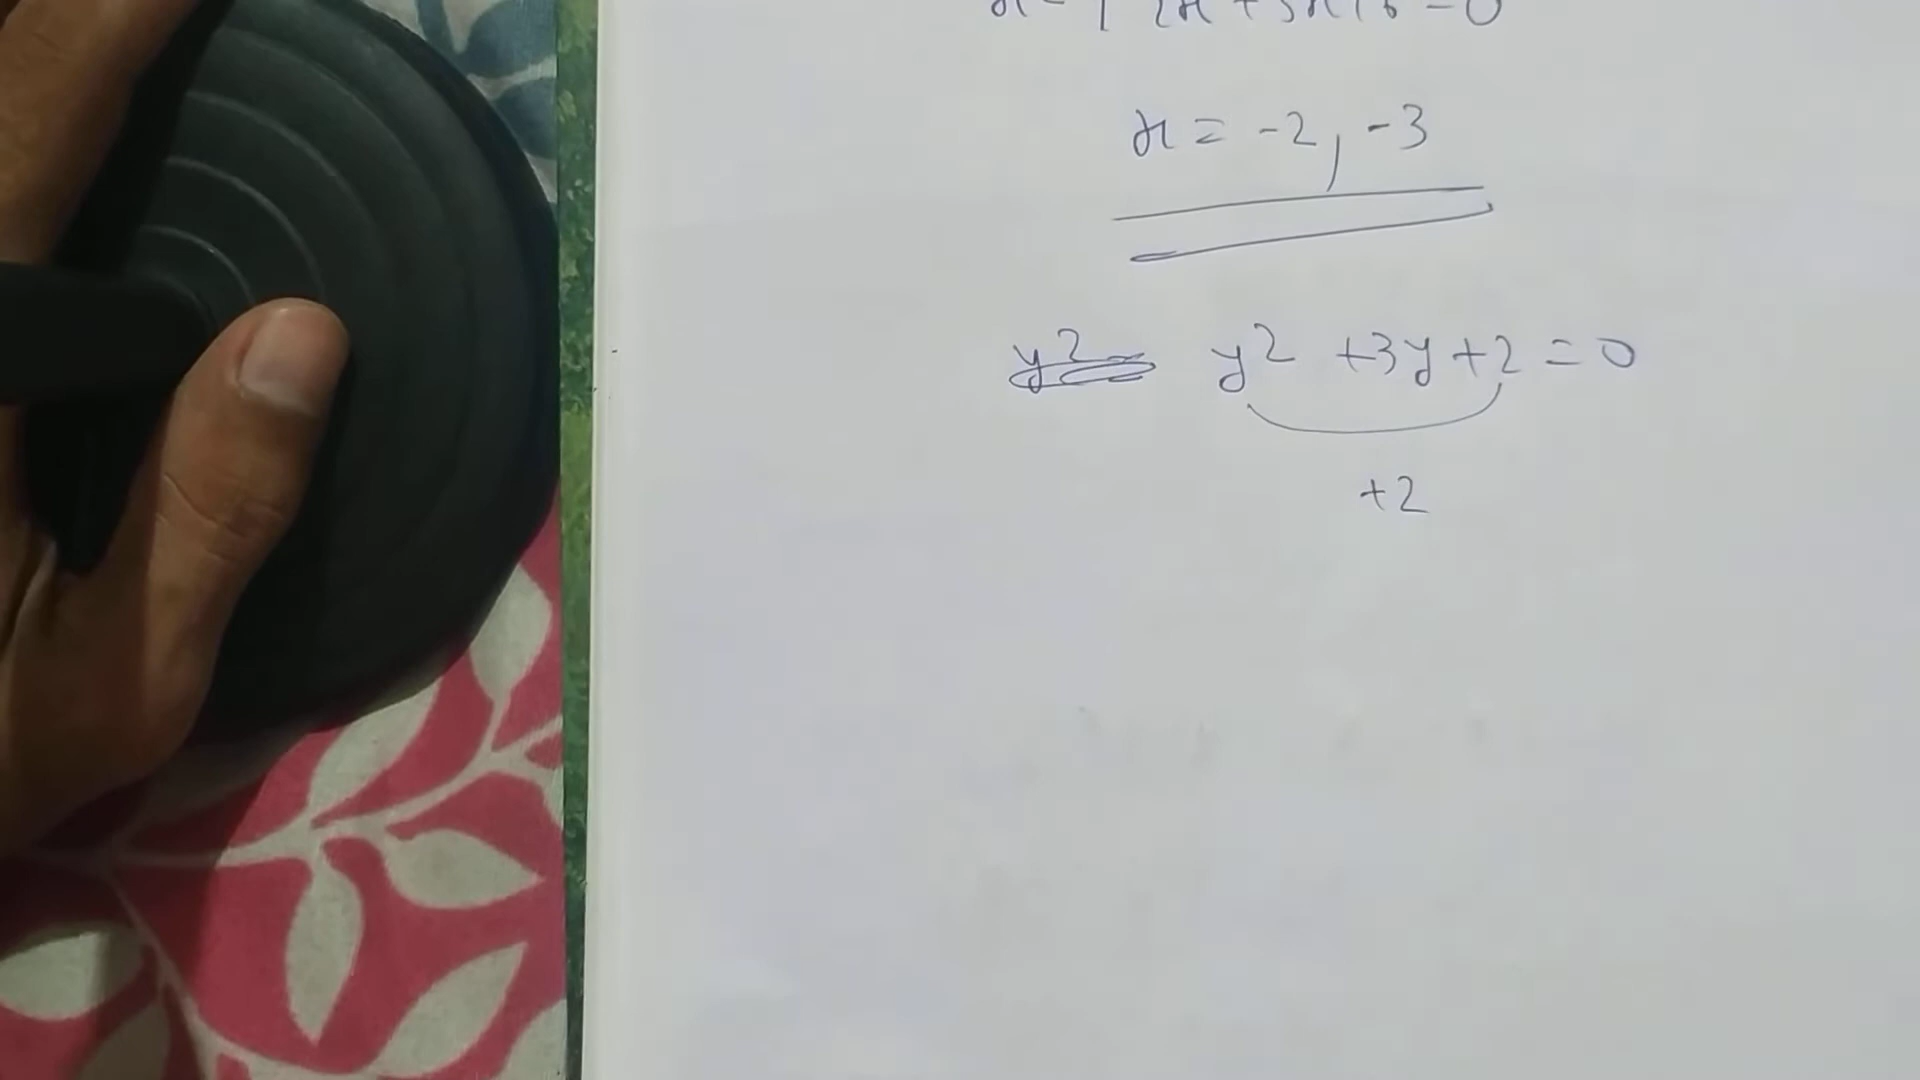 x = -2, -3
y2 + 3y + 2 = 0
+2